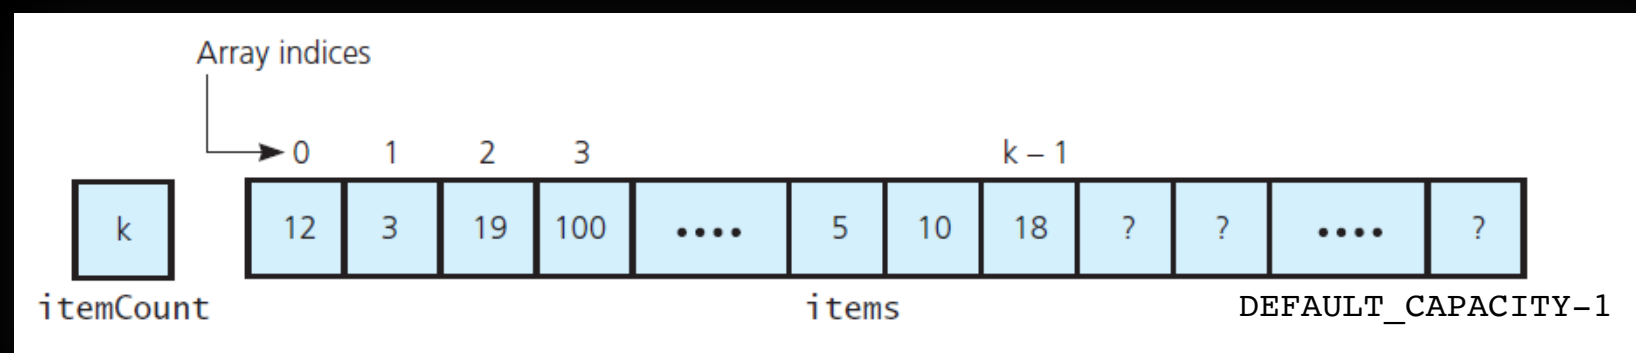 Array indices
0 1 2 3 k – 1
k 12 3 19 100 •••• 5 10 18 ? ? •••• ?
itemCount items DEFAULT_CAPACITY-1